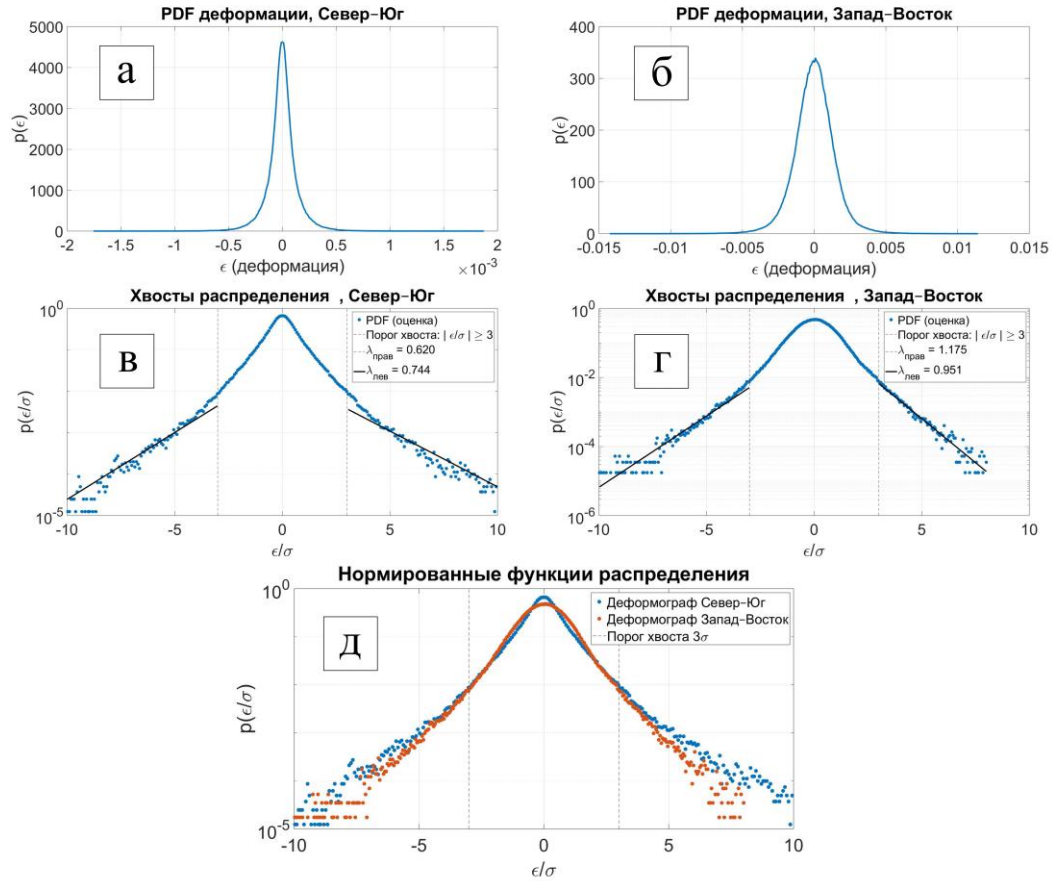 PDF деформации, Север-Юг
5000
4000
3000
2000
1000
0
p(ϵ)
а
-2 -1 -0.5 0 0.5 1 2
ϵ (деформация)
×10⁻³
PDF деформации, Запад-Восток
400
300
200
100
0
p(ϵ)
б
-0.015 -0.01 -0.005 0 0.005 0.01 0.015
ϵ (деформация)
Хвосты распределения , Север-Юг
10⁰
10⁻⁵
p(ϵ/σ)
в
PDF (оценка)
Порог хвоста: | ϵ/σ | ≥ 3
λправ = 0.620
λлев = 0.744
-10 -5 0 5 10
ϵ/σ
Хвосты распределения , Запад-Восток
10⁰
10⁻²
10⁻⁴
10⁻⁶
p(ϵ/σ)
г
PDF (оценка)
Порог хвоста: | ϵ/σ | ≥ 3
λправ = 1.175
λлев = 0.951
-10 -5 0 5 10
ϵ/σ
Нормированные функции распределения
10⁰
10⁻⁵
p(ϵ/σ)
д
Деформограф Север-Юг
Деформограф Запад-Восток
Порог хвоста 3σ
-10 -5 0 5 10
ϵ/σ